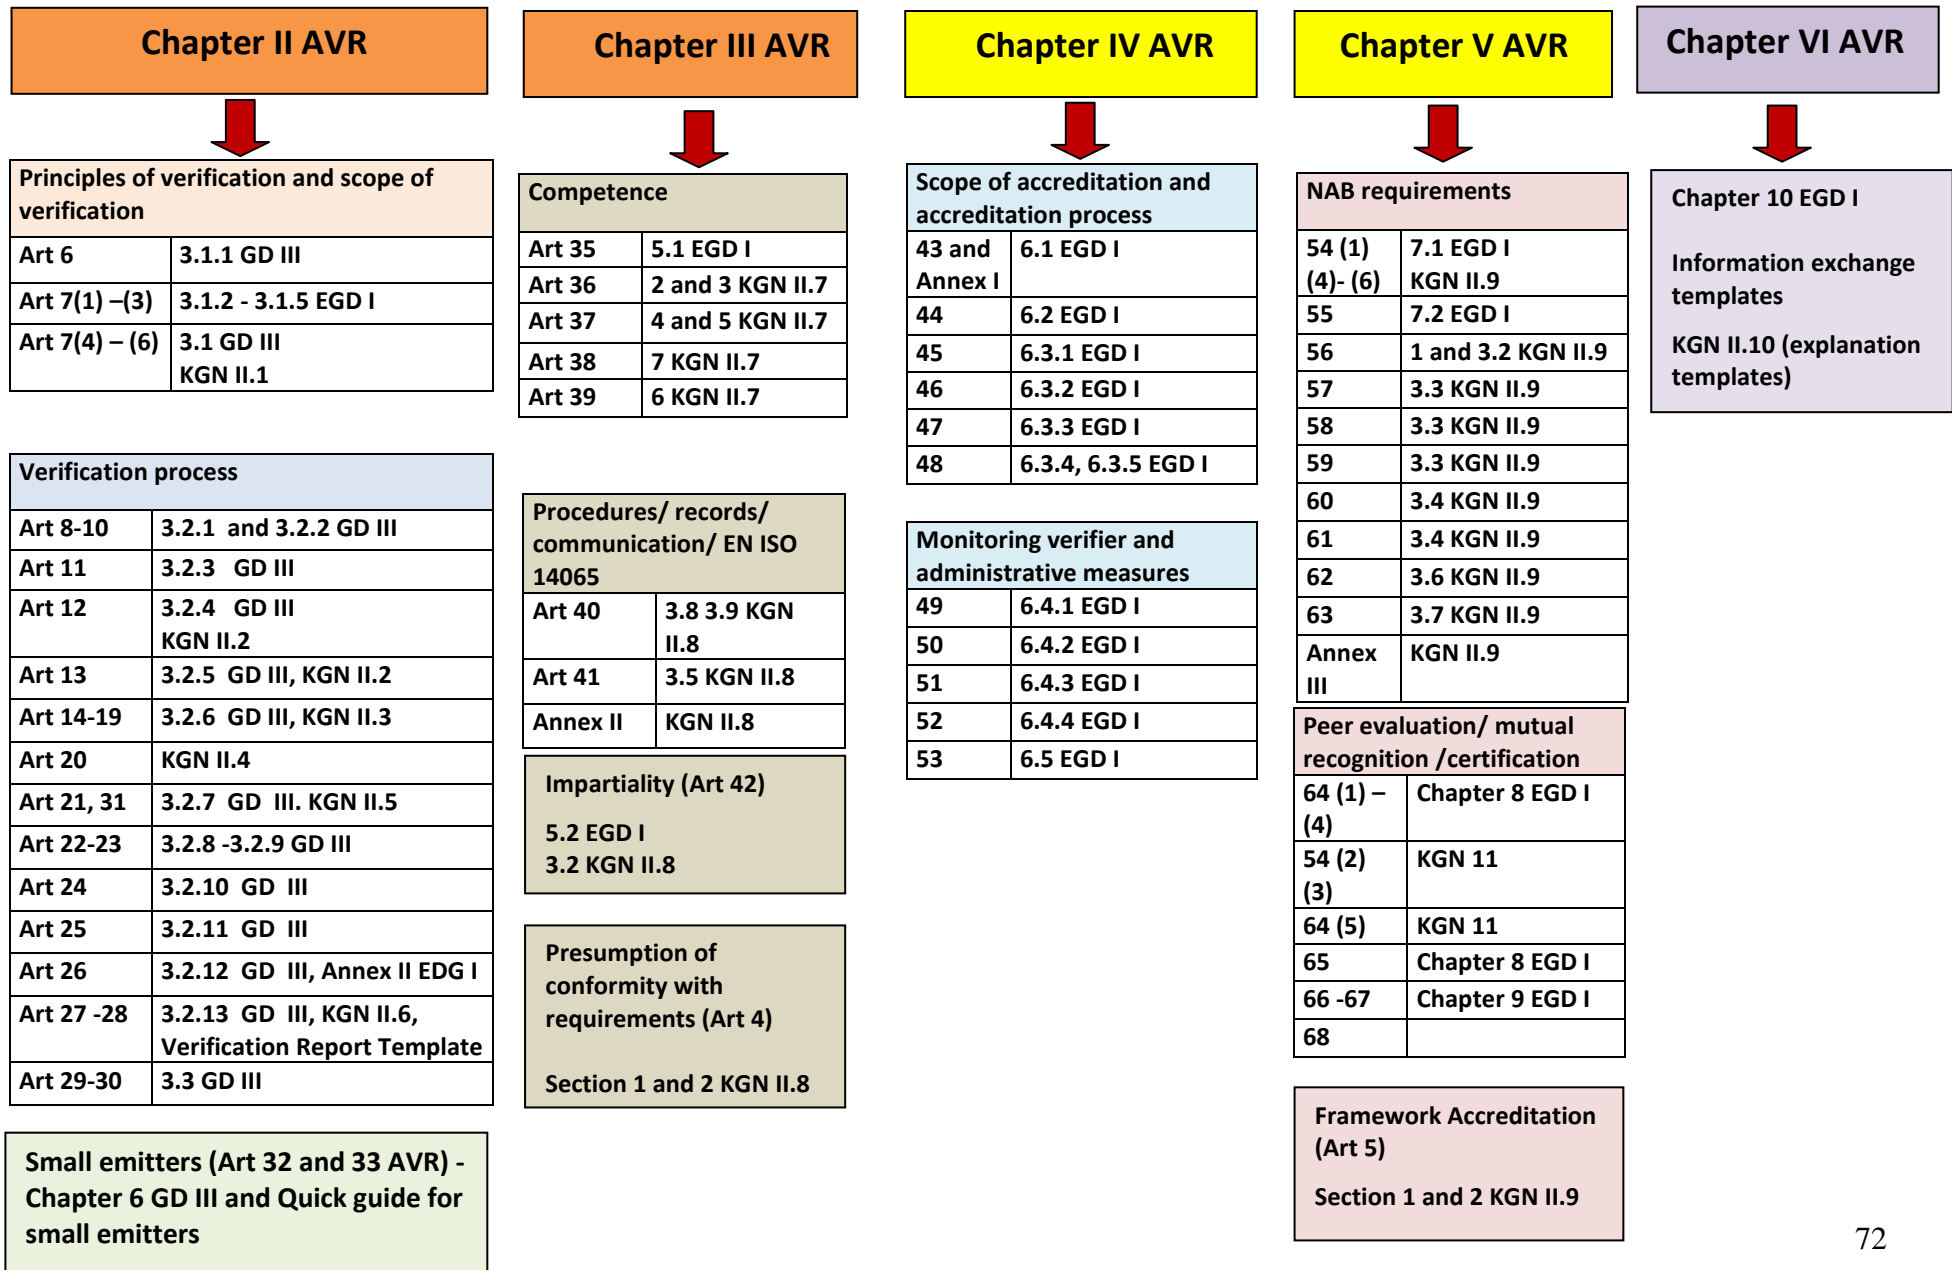 Chapter II AVR
Principles of verification and scope of
verification
Art 6 3.1.1 GD III
Art 7(1) –(3) 3.1.2 - 3.1.5 EGD I
Art 7(4) – (6) 3.1 GD III
KGN II.1
Verification process
Art 8-10 3.2.1 and 3.2.2 GD III
Art 11 3.2.3 GD III
Art 12 3.2.4 GD III
KGN II.2
Art 13 3.2.5 GD III, KGN II.2
Art 14-19 3.2.6 GD III, KGN II.3
Art 20 KGN II.4
Art 21, 31 3.2.7 GD III. KGN II.5
Art 22-23 3.2.8 -3.2.9 GD III
Art 24 3.2.10 GD III
Art 25 3.2.11 GD III
Art 26 3.2.12 GD III, Annex II EDG I
Art 27 -28 3.2.13 GD III, KGN II.6,
Verification Report Template
Art 29-30 3.3 GD III
Small emitters (Art 32 and 33 AVR) -
Chapter 6 GD III and Quick guide for
small emitters
Chapter III AVR
Competence
Art 35 5.1 EGD I
Art 36 2 and 3 KGN II.7
Art 37 4 and 5 KGN II.7
Art 38 7 KGN II.7
Art 39 6 KGN II.7
Procedures/ records/
communication/ EN ISO
14065
Art 40 3.8 3.9 KGN
II.8
Art 41 3.5 KGN II.8
Annex II KGN II.8
Impartiality (Art 42)
5.2 EGD I
3.2 KGN II.8
Presumption of
conformity with
requirements (Art 4)
Section 1 and 2 KGN II.8
Chapter IV AVR
Scope of accreditation and
accreditation process
43 and 6.1 EGD I
Annex I
44 6.2 EGD I
45 6.3.1 EGD I
46 6.3.2 EGD I
47 6.3.3 EGD I
48 6.3.4, 6.3.5 EGD I
Monitoring verifier and
administrative measures
49 6.4.1 EGD I
50 6.4.2 EGD I
51 6.4.3 EGD I
52 6.4.4 EGD I
53 6.5 EGD I
Chapter V AVR
NAB requirements
54 (1) 7.1 EGD I
(4)- (6) KGN II.9
55 7.2 EGD I
56 1 and 3.2 KGN II.9
57 3.3 KGN II.9
58 3.3 KGN II.9
59 3.3 KGN II.9
60 3.4 KGN II.9
61 3.4 KGN II.9
62 3.6 KGN II.9
63 3.7 KGN II.9
Annex KGN II.9
III
Peer evaluation/ mutual
recognition /certification
64 (1) – Chapter 8 EGD I
(4)
54 (2) KGN 11
(3)
64 (5) KGN 11
65 Chapter 8 EGD I
66 -67 Chapter 9 EGD I
68
Framework Accreditation
(Art 5)
Section 1 and 2 KGN II.9
Chapter VI AVR
Chapter 10 EGD I
Information exchange
templates
KGN II.10 (explanation
templates)
72